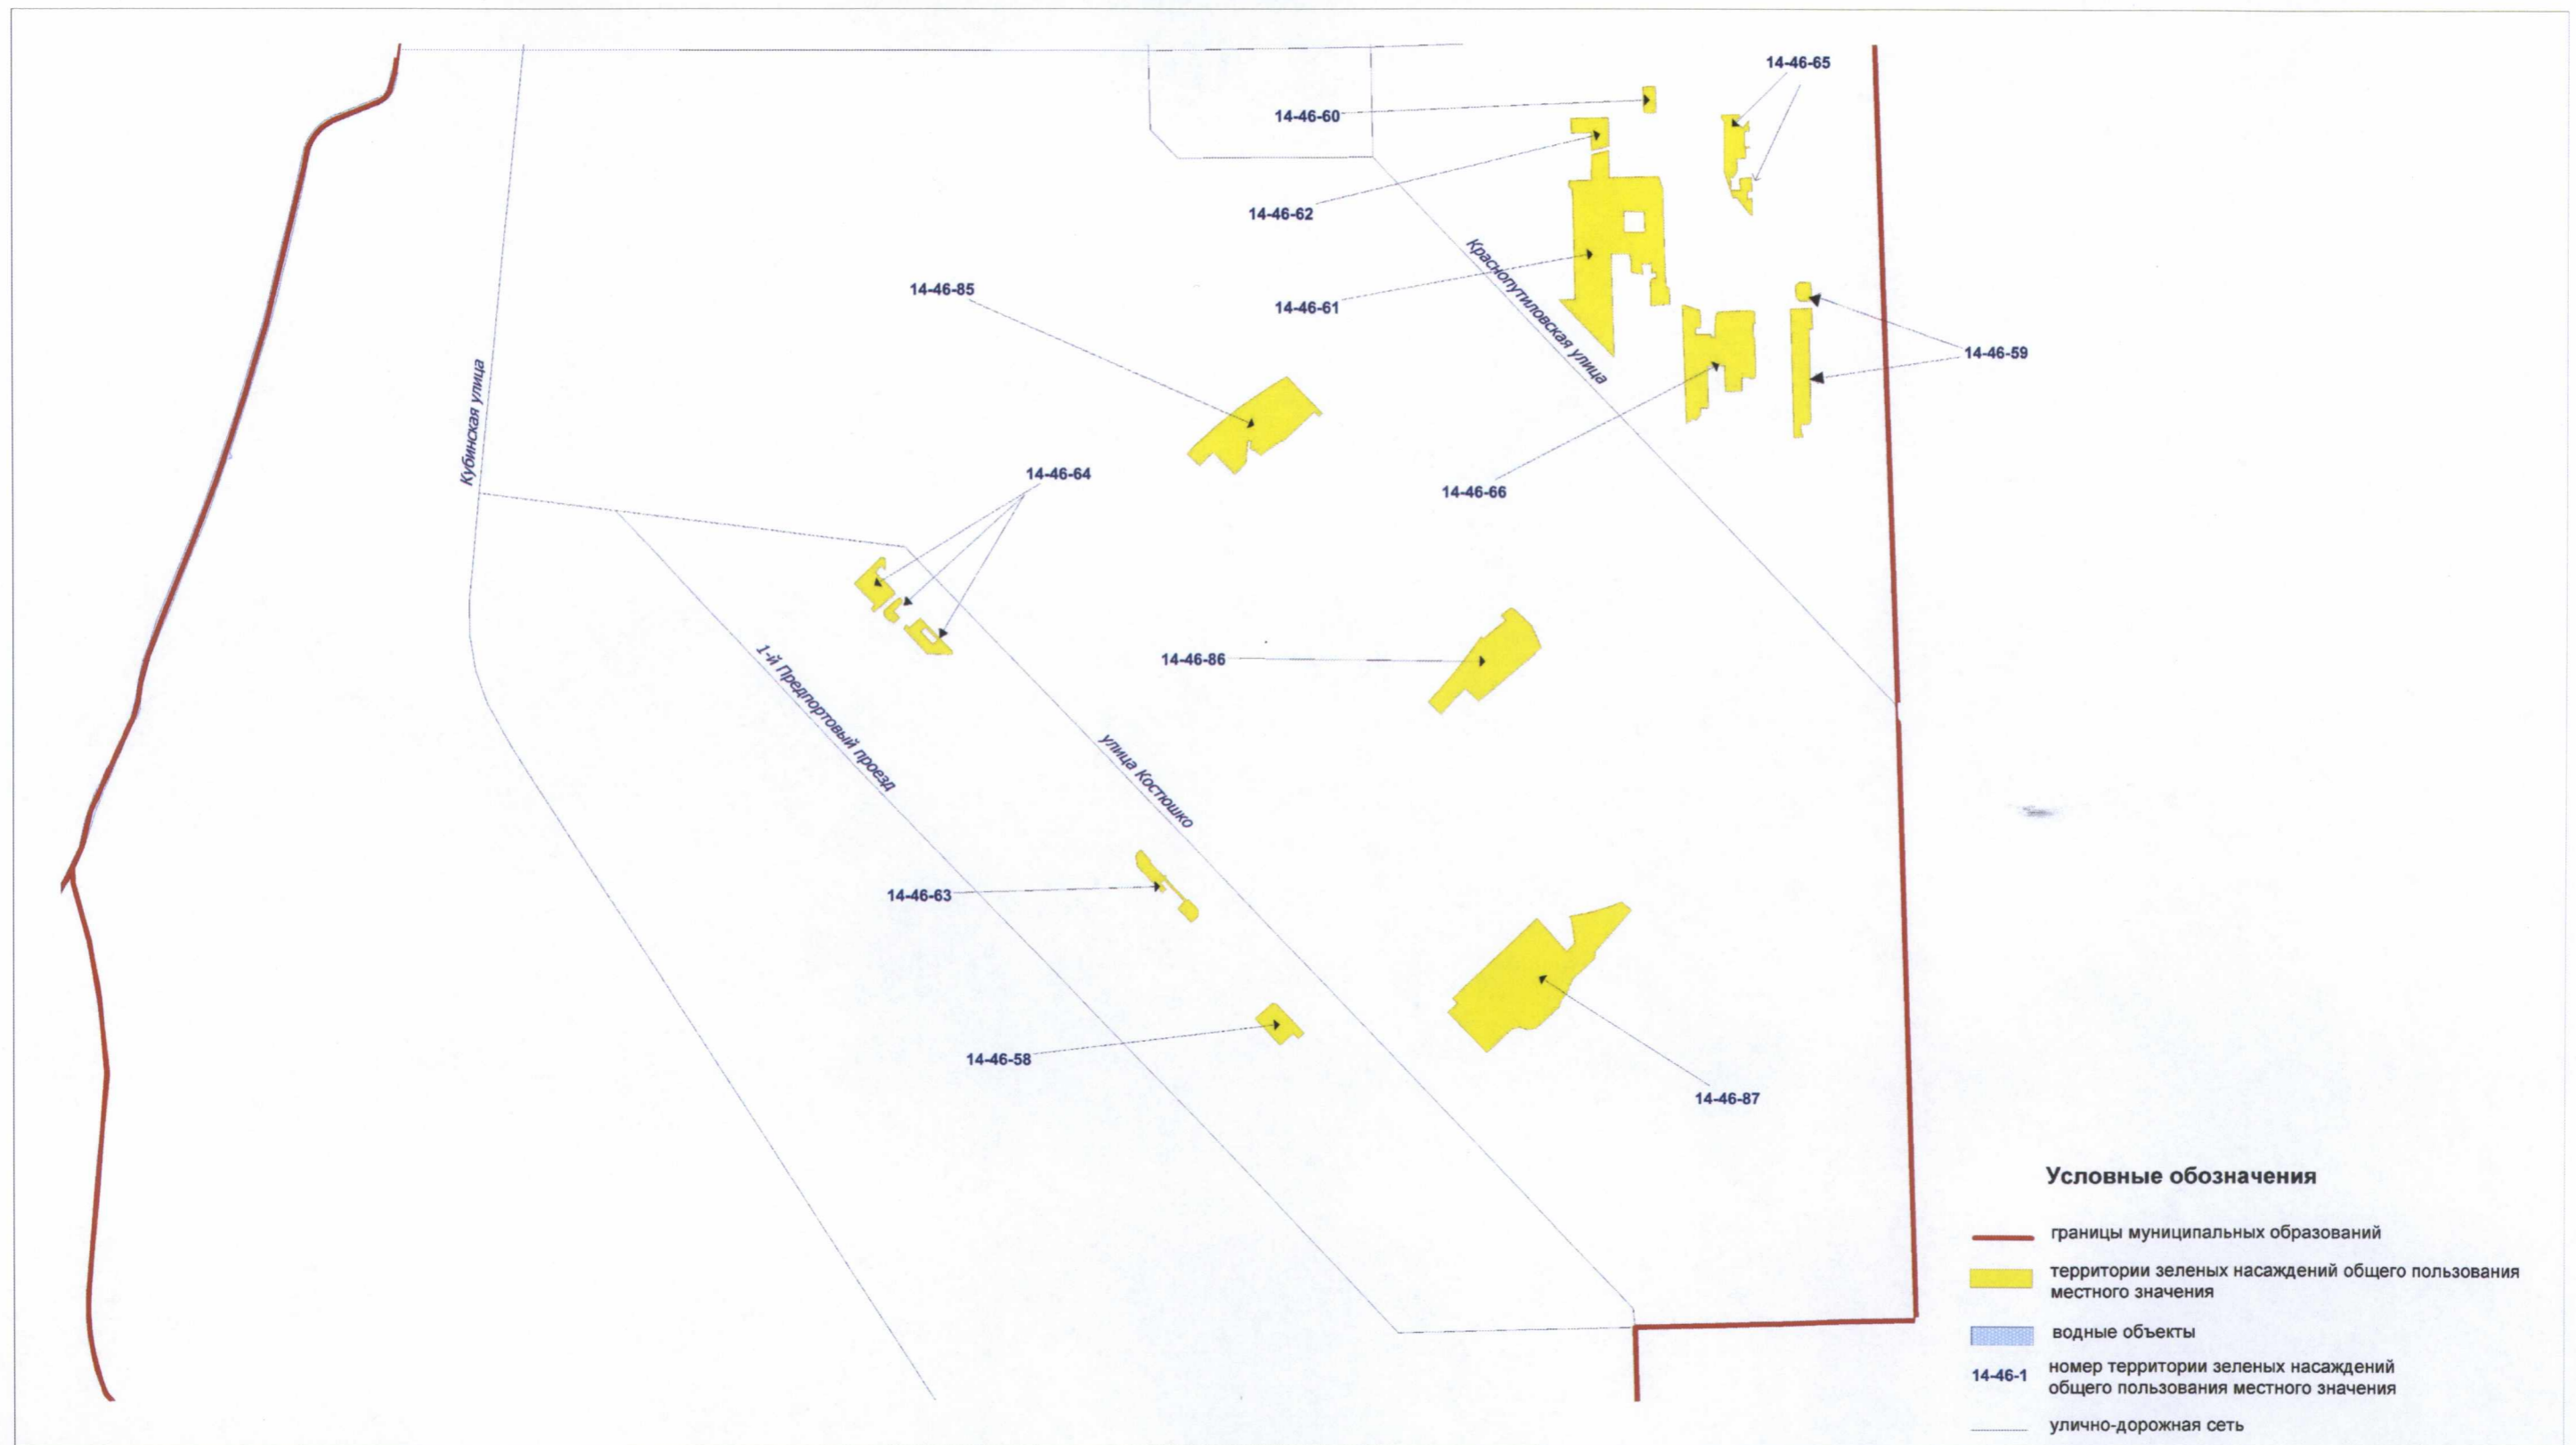 14-46-65
14-46-60
14-46-62
Краснопутиловская улица
14-46-85
14-46-61
14-46-59
Кубинская улица
14-46-64
14-46-66
1-й Предпортовый проезд
14-46-86
улица Костюшко
14-46-63
14-46-58
14-46-87
Условные обозначения
границы муниципальных образований
территории зеленых насаждений общего пользования
местного значения
водные объекты
14-46-1 номер территории зеленых насаждений
общего пользования местного значения
улично-дорожная сеть